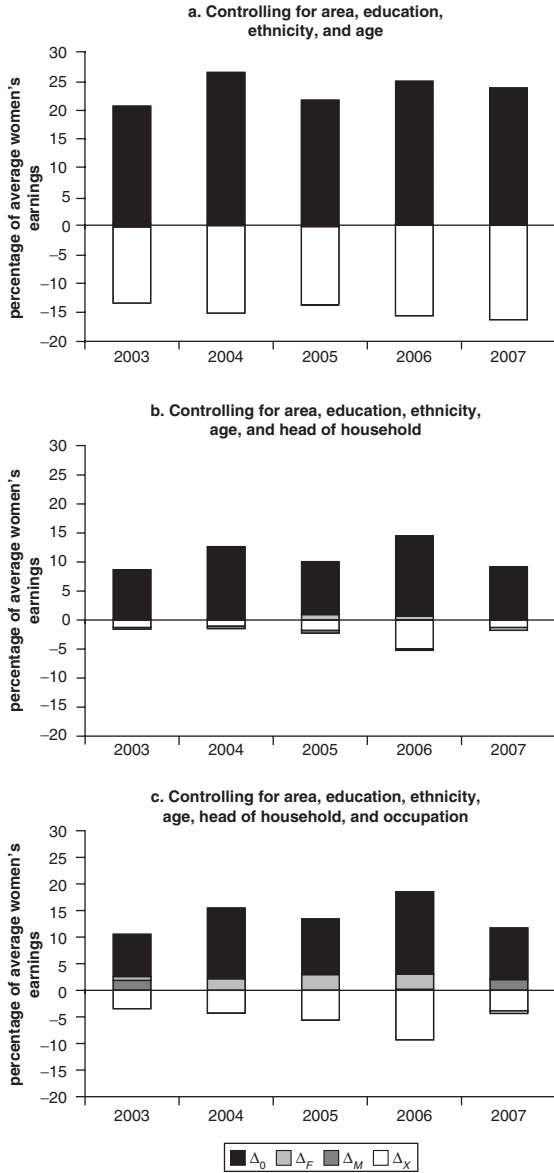 a. Controlling for area, education,
ethnicity, and age
percentage of average women's
earnings
30
25
20
15
10
5
0
−5
−10
−15
−20
2003 2004 2005 2006 2007
b. Controlling for area, education, ethnicity,
age, and head of household
percentage of average women's
earnings
30
25
20
15
10
5
0
−5
−10
−15
−20
2003 2004 2005 2006 2007
c. Controlling for area, education, ethnicity,
age, head of household, and occupation
percentage of average women's
earnings
30
25
20
15
10
5
0
−5
−10
−15
−20
2003 2004 2005 2006 2007
Δ0 ΔF ΔM ΔX